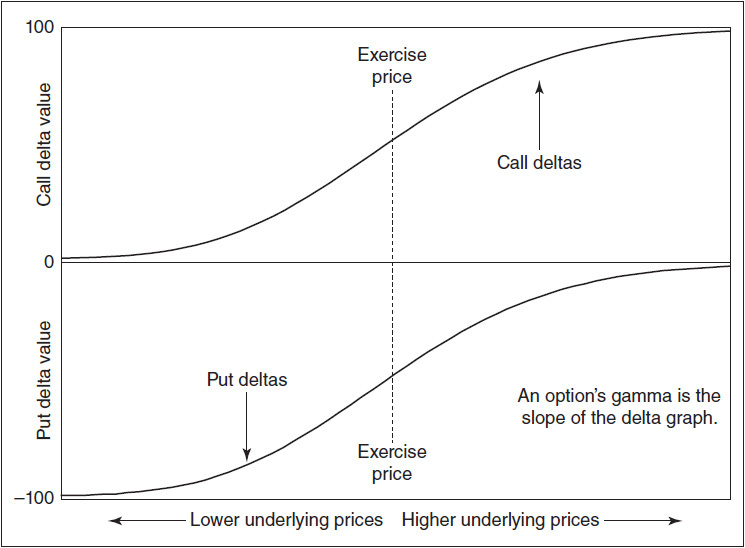 100
Exercise
price
Call delta value
Call deltas
0
Put deltas
Put delta value
An option's gamma is the
slope of the delta graph.
Exercise
price
–100
Lower underlying prices
Higher underlying prices